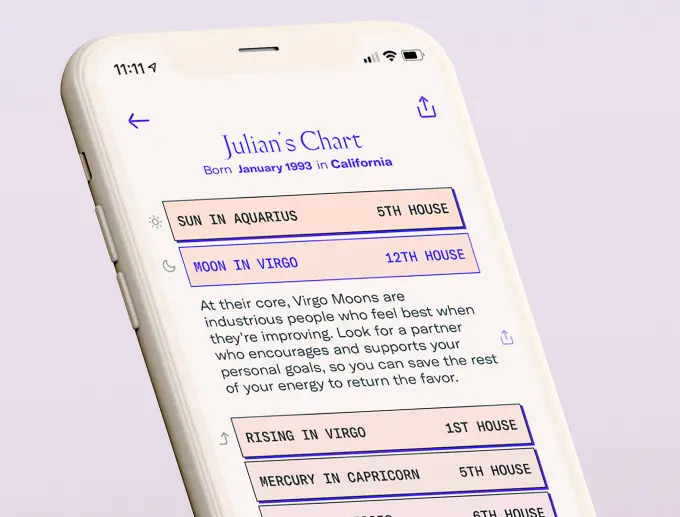 11:11
Julian's Chart
Born January 1993 in California
SUN IN AQUARIUS 5TH HOUSE
MOON IN VIRGO 12TH HOUSE
At their core, Virgo Moons are
industrious people who feel best when
they're improving. Look for a partner
who encourages and supports your
personal goals, so you can save the rest
of your energy to return the favor.
RISING IN VIRGO 1ST HOUSE
MERCURY IN CAPRICORN 5TH HOUSE
6TH HOUSE